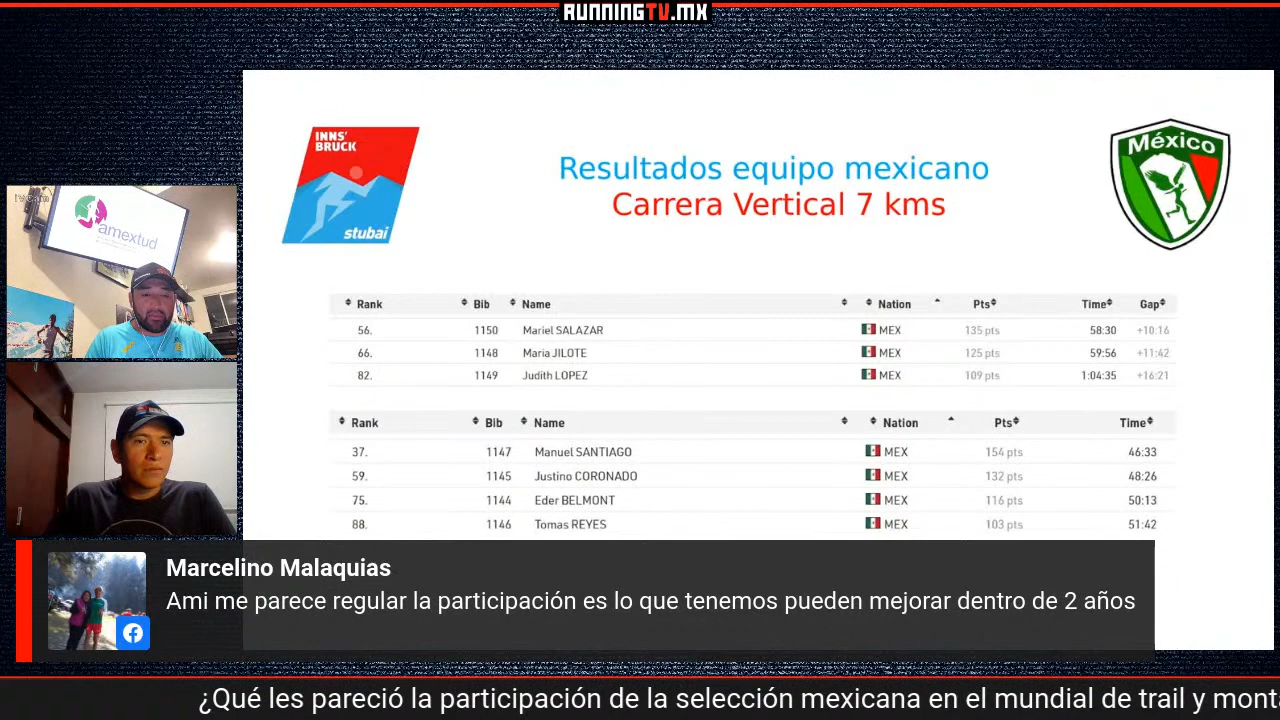 RUNNINGTV.MX
INNS'
BRUCK
stubai
Resultados equipo mexicano
Carrera Vertical 7 kms
México
amextud
Rank Bib Name Nation Pts Time Gap
56. 1150 Mariel SALAZAR MEX 135 pts 58:30 +10:16
66. 1148 Maria JILOTE MEX 125 pts 59:56 +11:42
82. 1149 Judith LOPEZ MEX 109 pts 1:04:35 +16:21
Rank Bib Name Nation Pts Time
37. 1147 Manuel SANTIAGO MEX 154 pts 46:33
59. 1145 Justino CORONADO MEX 132 pts 48:26
75. 1144 Eder BELMONT MEX 116 pts 50:13
88. 1146 Tomas REYES MEX 103 pts 51:42
Marcelino Malaquias
Ami me parece regular la participación es lo que tenemos pueden mejorar dentro de 2 años
¿Qué les pareció la participación de la selección mexicana en el mundial de trail y mont